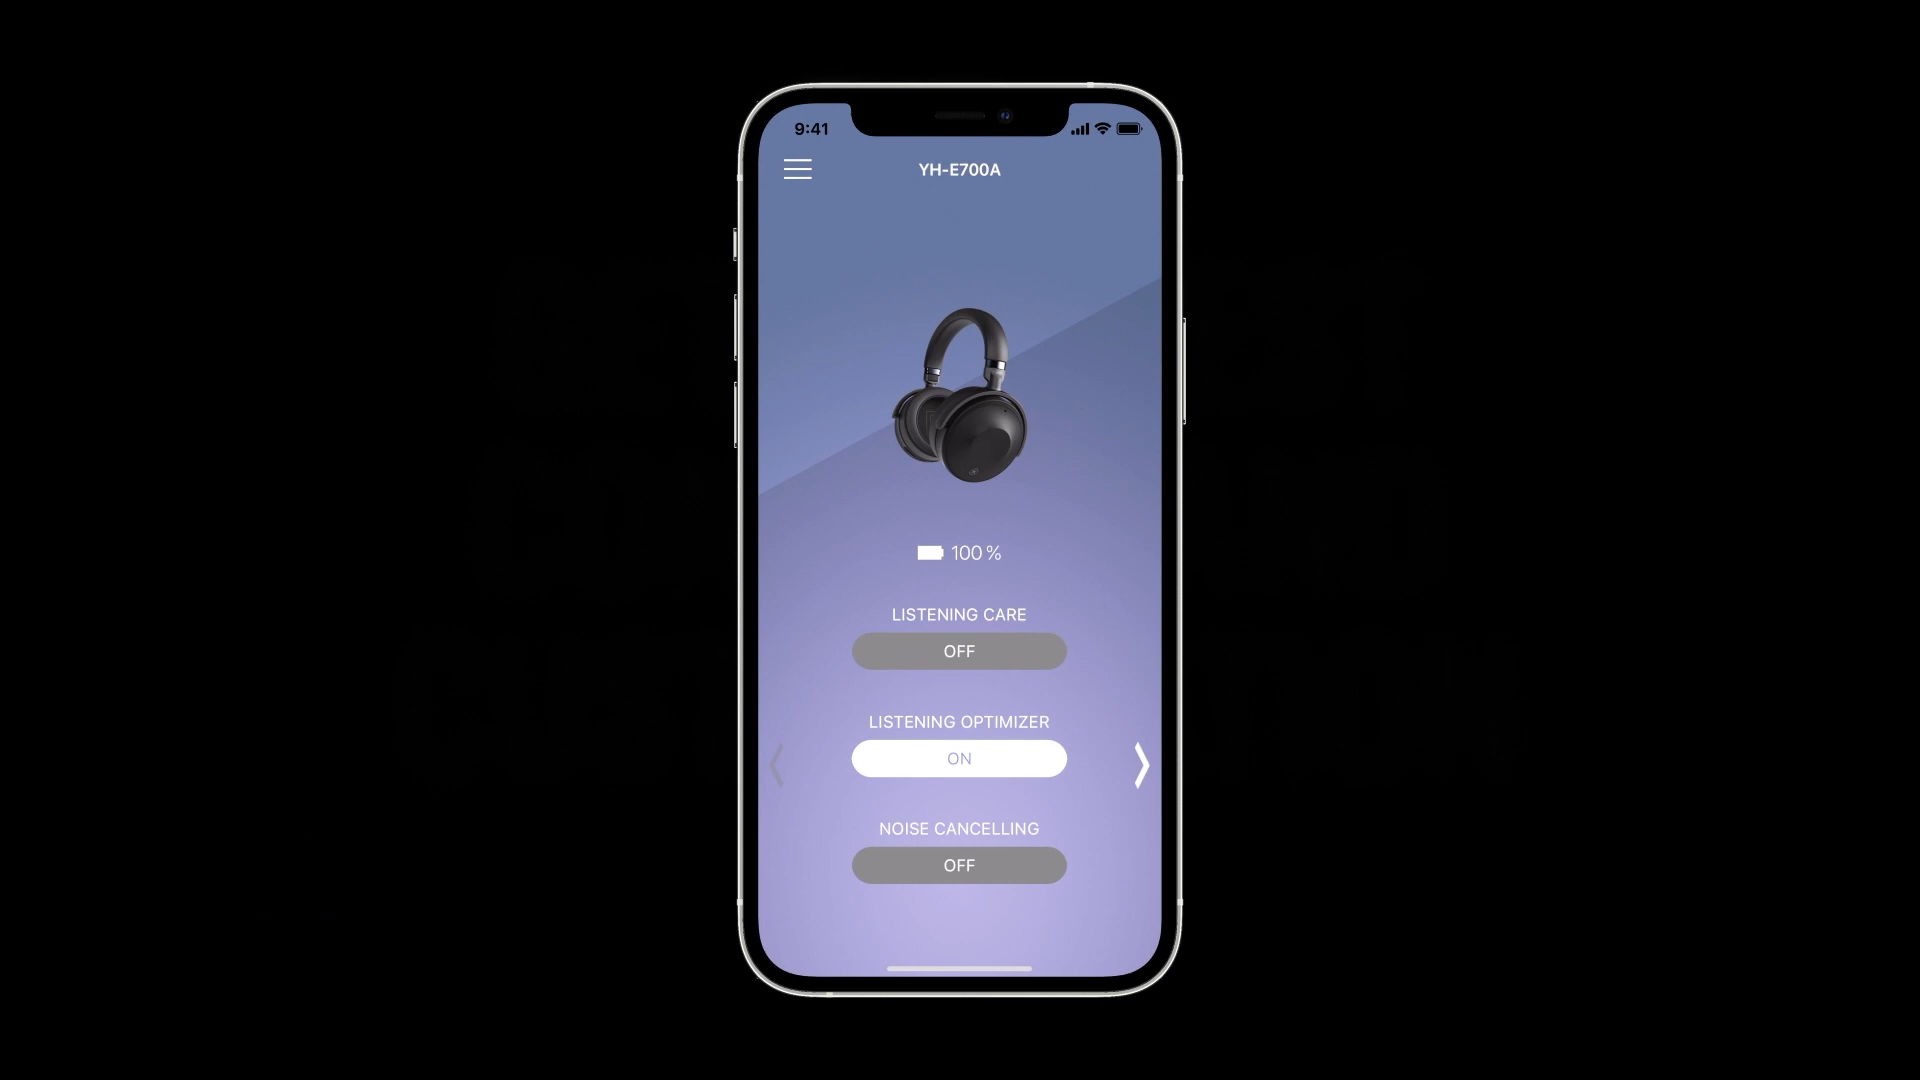 9:41
YH-E700A
100 %
LISTENING CARE
OFF
LISTENING OPTIMIZER
ON
NOISE CANCELLING
OFF